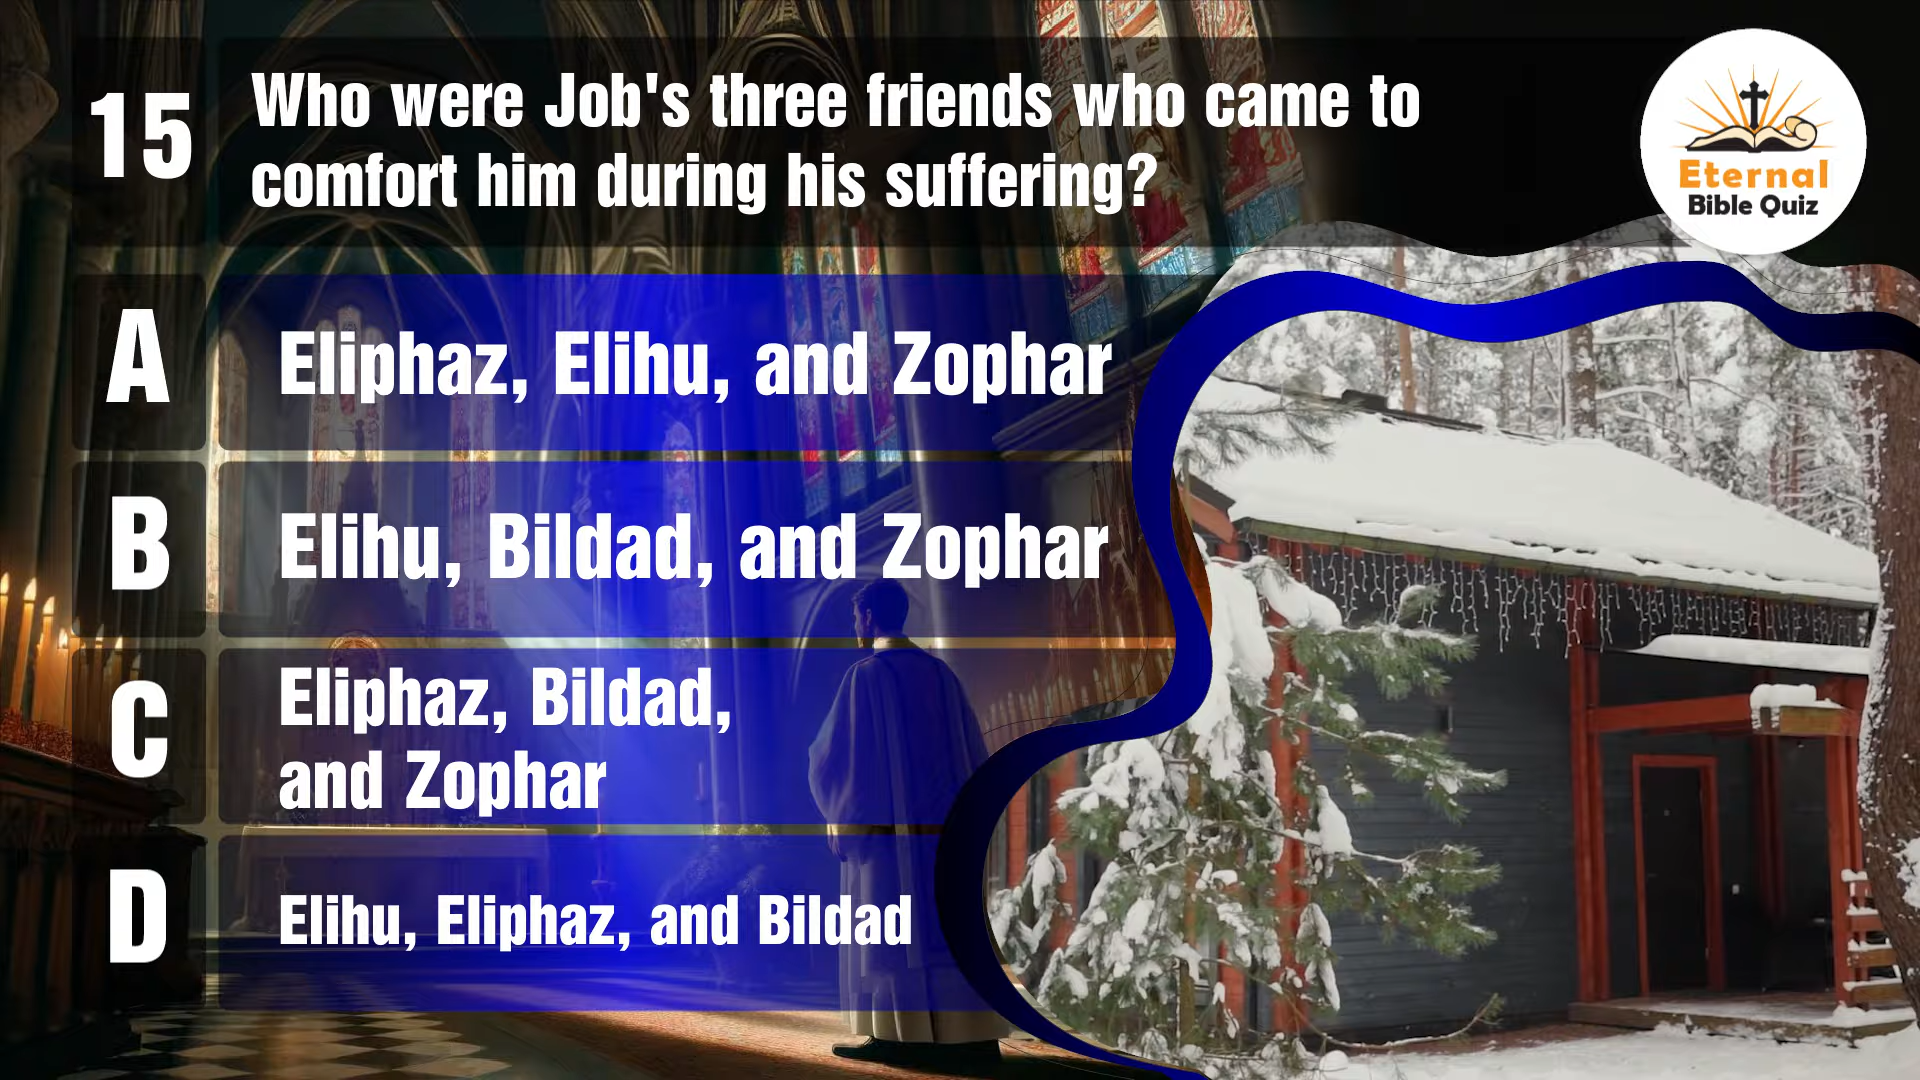 15
Who were Job's three friends who came to
comfort him during his suffering?
Eternal
Bible Quiz
A
Eliphaz, Elihu, and Zophar
B
Elihu, Bildad, and Zophar
C
Eliphaz, Bildad,
and Zophar
D
Elihu, Eliphaz, and Bildad